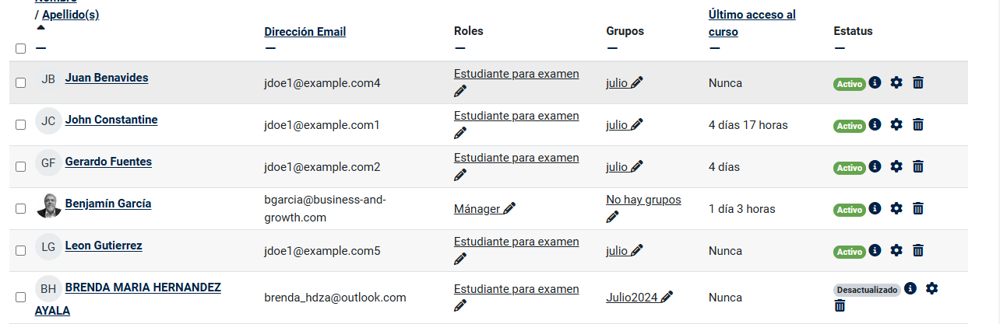 / Apellido(s)
Dirección Email
Roles
Grupos
Último acceso al
curso
Estatus
JB Juan Benavides
jdoe1@example.com4
Estudiante para examen
julio
Nunca
Activo
JC John Constantine
jdoe1@example.com1
Estudiante para examen
julio
4 días 17 horas
Activo
GF Gerardo Fuentes
jdoe1@example.com2
Estudiante para examen
julio
4 días
Activo
Benjamín García
bgarcia@business-and-
growth.com
Mánager
No hay grupos
1 día 3 horas
Activo
LG Leon Gutierrez
jdoe1@example.com5
Estudiante para examen
julio
Nunca
Activo
BH BRENDA MARIA HERNANDEZ
AYALA
brenda_hdza@outlook.com
Estudiante para examen
Julio2024
Nunca
Desactualizado